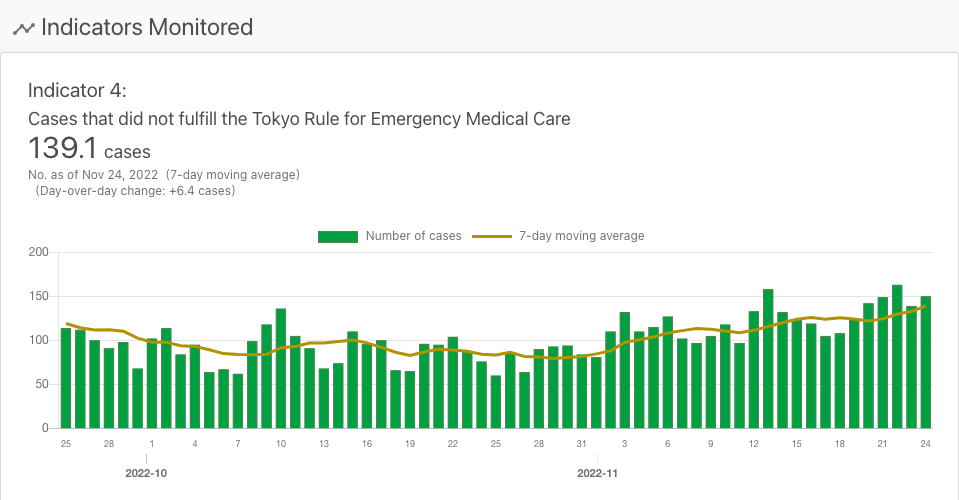 Indicators Monitored
Indicator 4:
Cases that did not fulfill the Tokyo Rule for Emergency Medical Care
139.1 cases
No. as of Nov 24, 2022 (7-day moving average)
(Day-over-day change: +6.4 cases)
Number of cases 7-day moving average
200
150
100
50
0
25 28 1 4 7 10 13 16 19 22 25 28 31 3 6 9 12 15 18 21 24
2022-10 2022-11